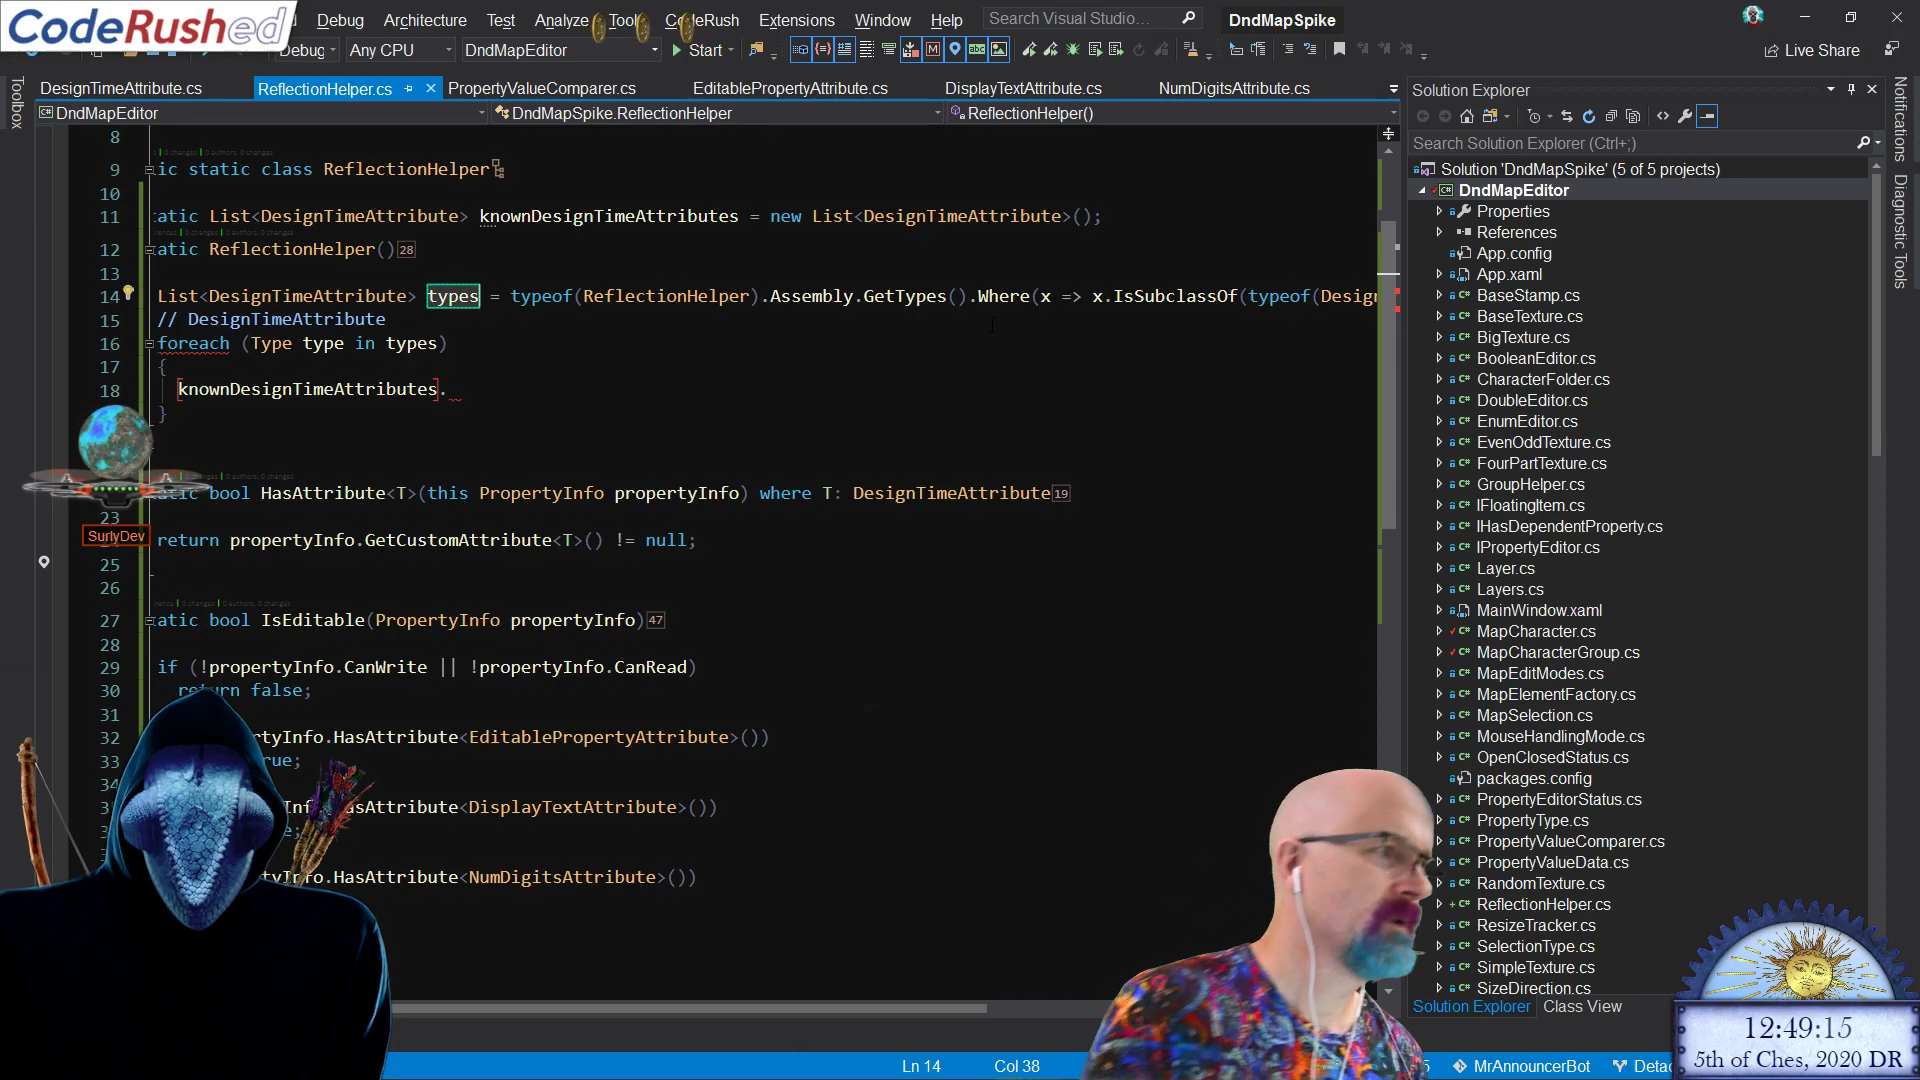 CodeRushed
Debug Architecture Test Analyze Tools CodeRush Extensions Window Help Search Visual Studio... DndMapSpike
Debug Any CPU DndMapEditor Start Live Share
Toolbox
DesignTimeAttribute.cs ReflectionHelper.cs PropertyValueComparer.cs EditablePropertyAttribute.cs DisplayTextAttribute.cs NumDigitsAttribute.cs
DndMapEditor DndMapSpike.ReflectionHelper ReflectionHelper()
8
9 ic static class ReflectionHelper
10
11 atic List<DesignTimeAttribute> knownDesignTimeAttributes = new List<DesignTimeAttribute>();
12 atic ReflectionHelper() 28
13
14 List<DesignTimeAttribute> types = typeof(ReflectionHelper).Assembly.GetTypes().Where(x => x.IsSubclassOf(typeof(Design
15 // DesignTimeAttribute
16 foreach (Type type in types)
17 {
18 knownDesignTimeAttributes.
}
atic bool HasAttribute<T>(this PropertyInfo propertyInfo) where T: DesignTimeAttribute 19
23
SurlyDev
return propertyInfo.GetCustomAttribute<T>() != null;
25
26
27 atic bool IsEditable(PropertyInfo propertyInfo) 47
28
29 if (!propertyInfo.CanWrite || !propertyInfo.CanRead)
30 return false;
31
32 tyInfo.HasAttribute<EditablePropertyAttribute>())
33 rue;
34
asAttribute<DisplayTextAttribute>())
e;
tyInfo.HasAttribute<NumDigitsAttribute>())
Ln 14 Col 38
MrAnnouncerBot Detac
Solution Explorer
Search Solution Explorer (Ctrl+;)
Solution 'DndMapSpike' (5 of 5 projects)
DndMapEditor
Properties
References
App.config
App.xaml
BaseStamp.cs
BaseTexture.cs
BigTexture.cs
BooleanEditor.cs
CharacterFolder.cs
DoubleEditor.cs
EnumEditor.cs
EvenOddTexture.cs
FourPartTexture.cs
GroupHelper.cs
IFloatingItem.cs
IHasDependentProperty.cs
IPropertyEditor.cs
Layer.cs
Layers.cs
MainWindow.xaml
MapCharacter.cs
MapCharacterGroup.cs
MapEditModes.cs
MapElementFactory.cs
MapSelection.cs
MouseHandlingMode.cs
OpenClosedStatus.cs
packages.config
PropertyEditorStatus.cs
PropertyType.cs
PropertyValueComparer.cs
PropertyValueData.cs
RandomTexture.cs
ReflectionHelper.cs
ResizeTracker.cs
SelectionType.cs
SimpleTexture.cs
SizeDirection.cs
Solution Explorer Class View
Notifications
Diagnostic Tools
12:49:15
5th of Ches, 2020 DR